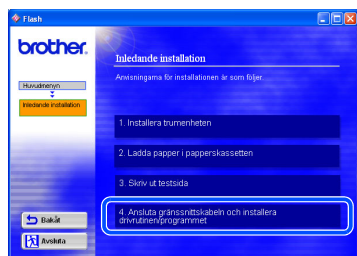 Flash
brother.
Huvudmenyn
Inledande installation
Inledande installation
Anvisningarna för installationen är som följer.
1. Installera trumenheten
2. Ladda papper i papperskassetten
3. Skriv ut testsida
4. Ansluta gränssnittskabeln och installera
drivrutinen/programmet
Bakåt
Avsluta